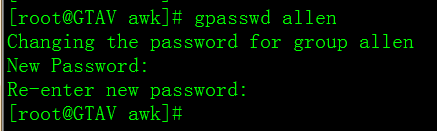 [root@GTAV awk]# gpasswd allen
Changing the password for group allen
New Password:
Re-enter new password:
[root@GTAV awk]#